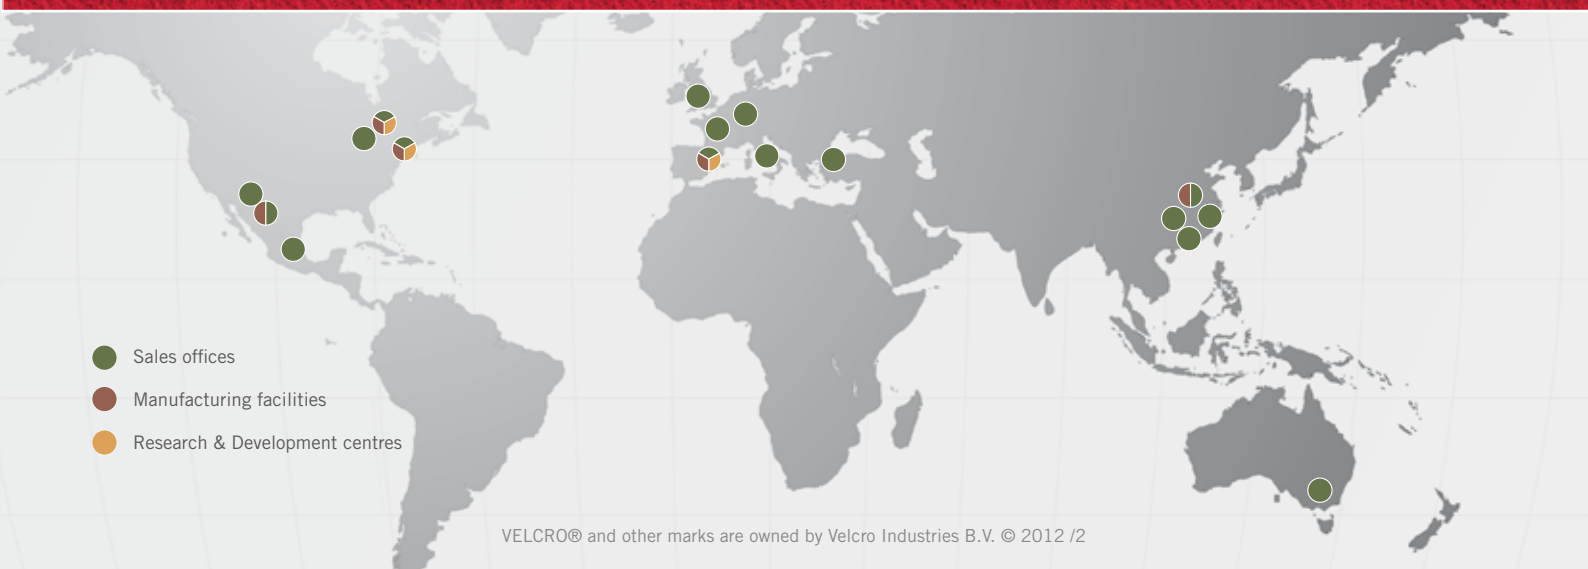 Sales offices
Manufacturing facilities
Research & Development centres
VELCRO® and other marks are owned by Velcro Industries B.V. © 2012 /2